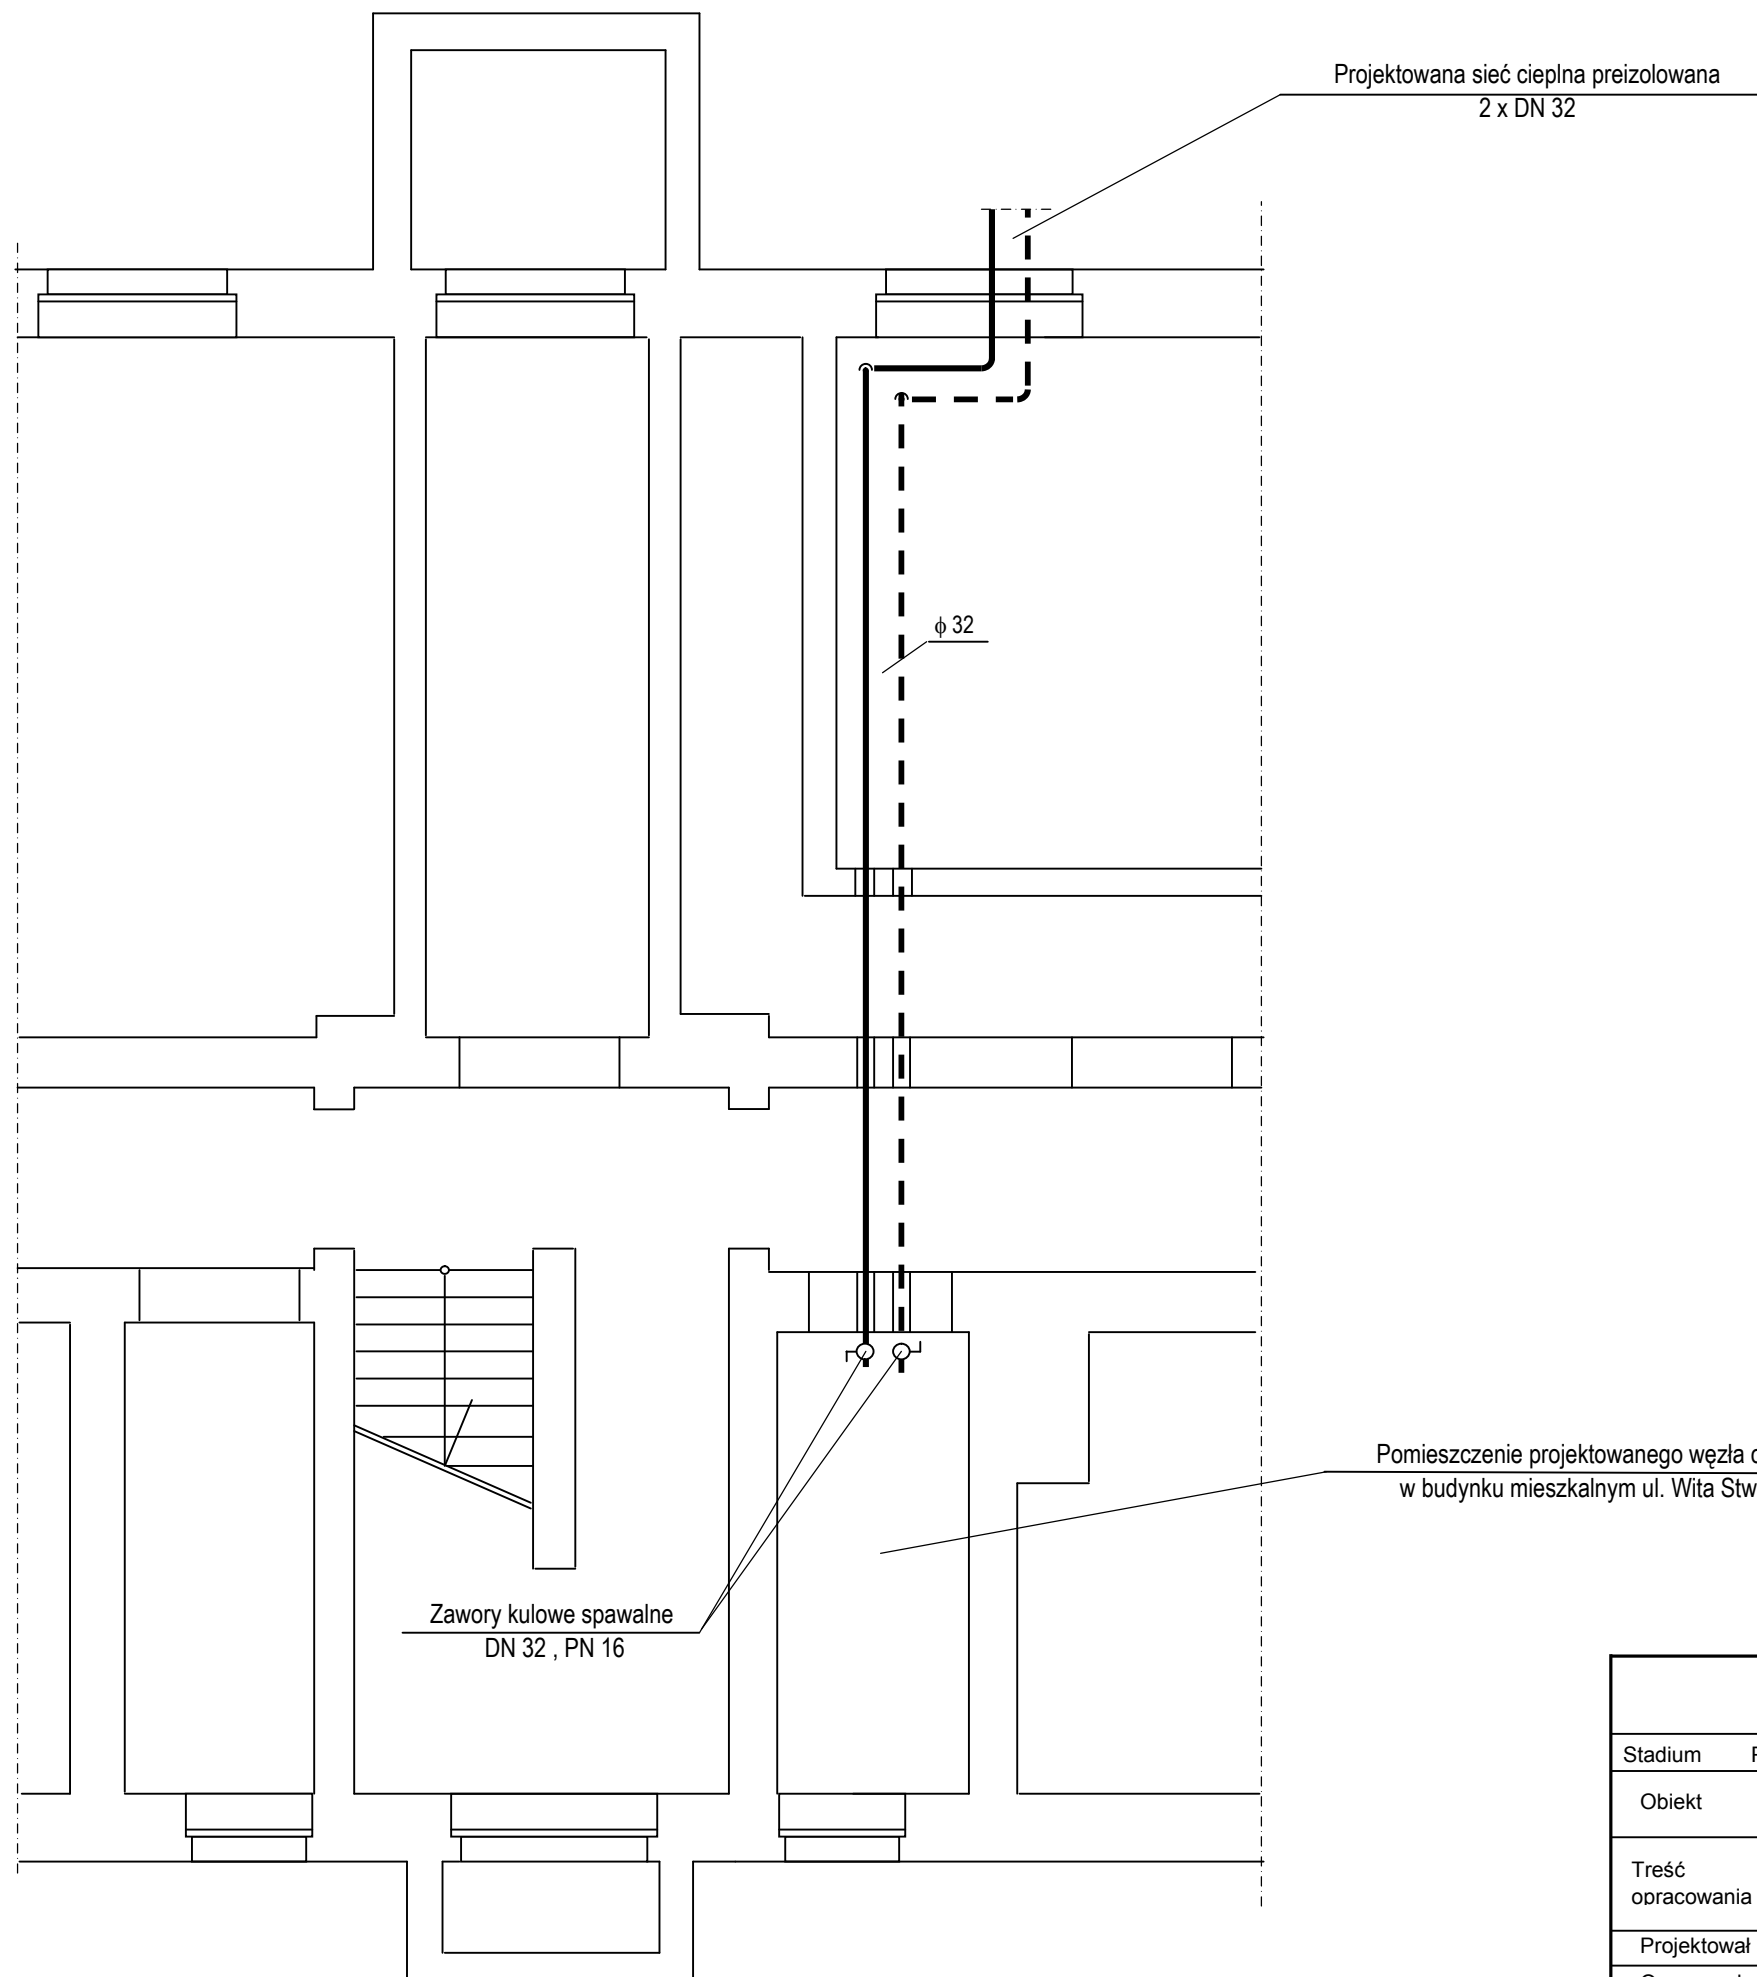 Projektowana sieć cieplna preizolowana
2 x DN 32
ϕ 32
Pomieszczenie projektowanego węzła
w budynku mieszkalnym ul. Wita
Zawory kulowe spawalne
DN 32 , PN 16
Stadium
Obiekt
Treść
opracowania
Projektował